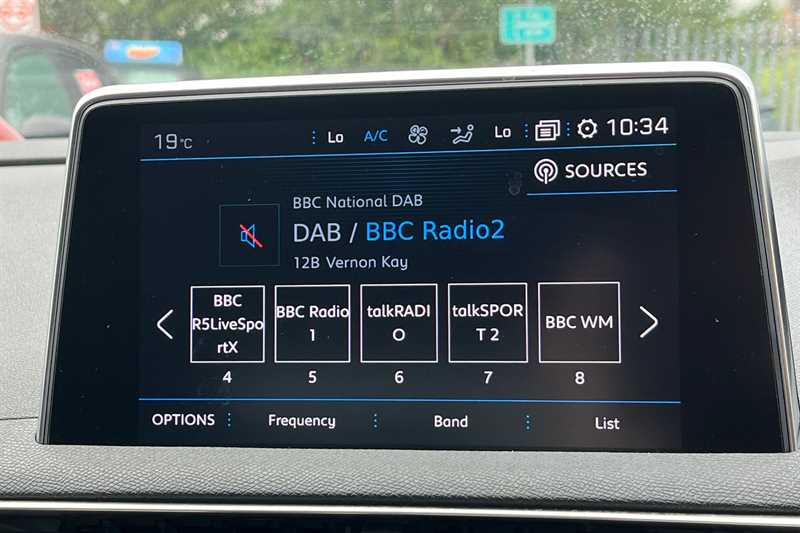 19°C Lo A/C Lo 10:34
SOURCES
BBC National DAB
DAB / BBC Radio2
12B Vernon Kay
BBC
R5LiveSpo
rtX
BBC Radio
1
talkRADI
O
talkSPOR
T 2
BBC WM
4 5 6 7 8
OPTIONS Frequency Band List